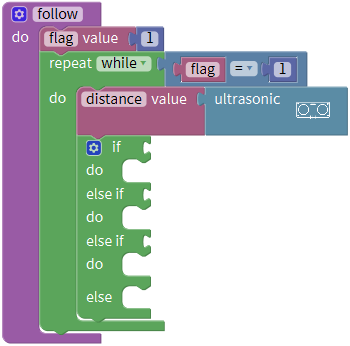 follow
do flag value 1
repeat while flag = 1
do distance value ultrasonic
if
do
else if
do
else if
do
else